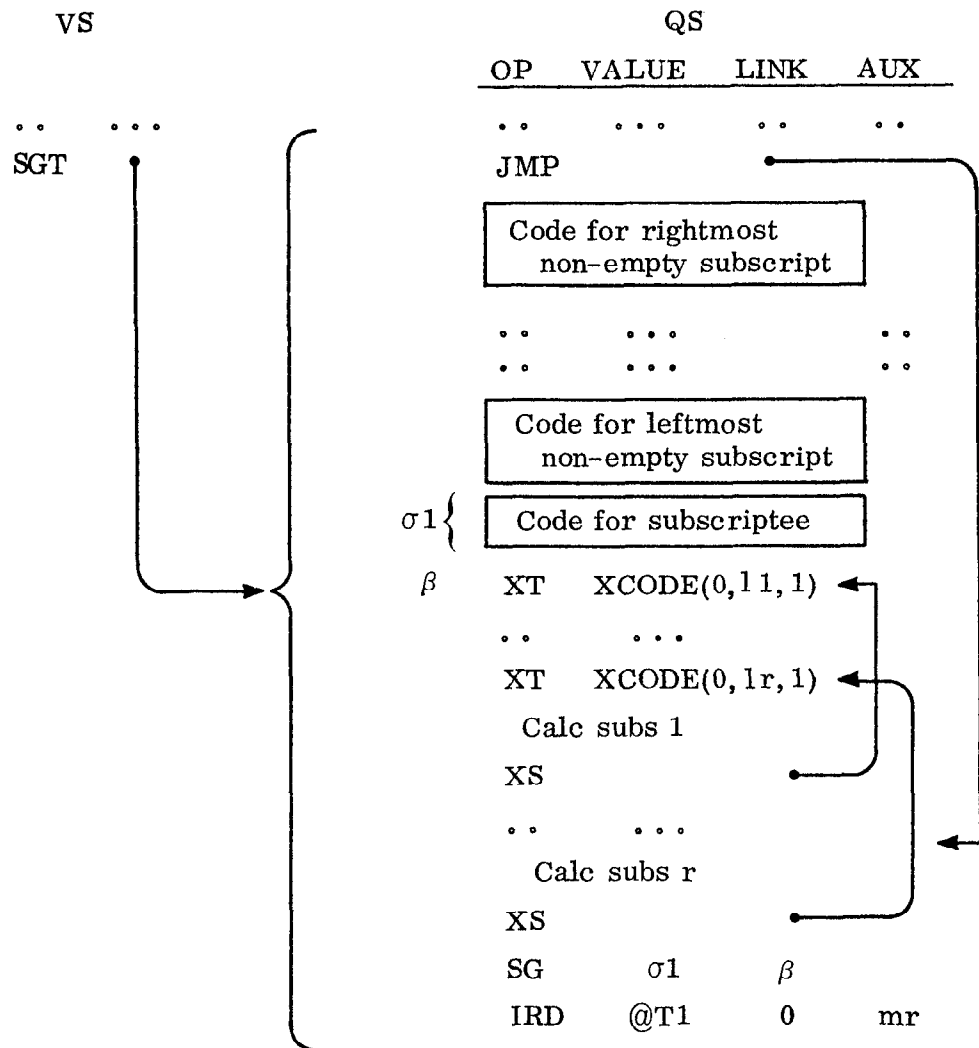 VS QS
OP VALUE LINK AUX
.. ... .. ... .. ..
SGT JMP
Code for rightmost
non-empty subscript
.. ... ..
.. ... ..
Code for leftmost
non-empty subscript
σ1{ Code for subscriptee
β XT XCODE(0,l1,1)
.. ...
XT XCODE(0,lr,1)
Calc subs 1
XS
.. ...
Calc subs r
XS
SG σ1 β
IRD @T1 0 mr